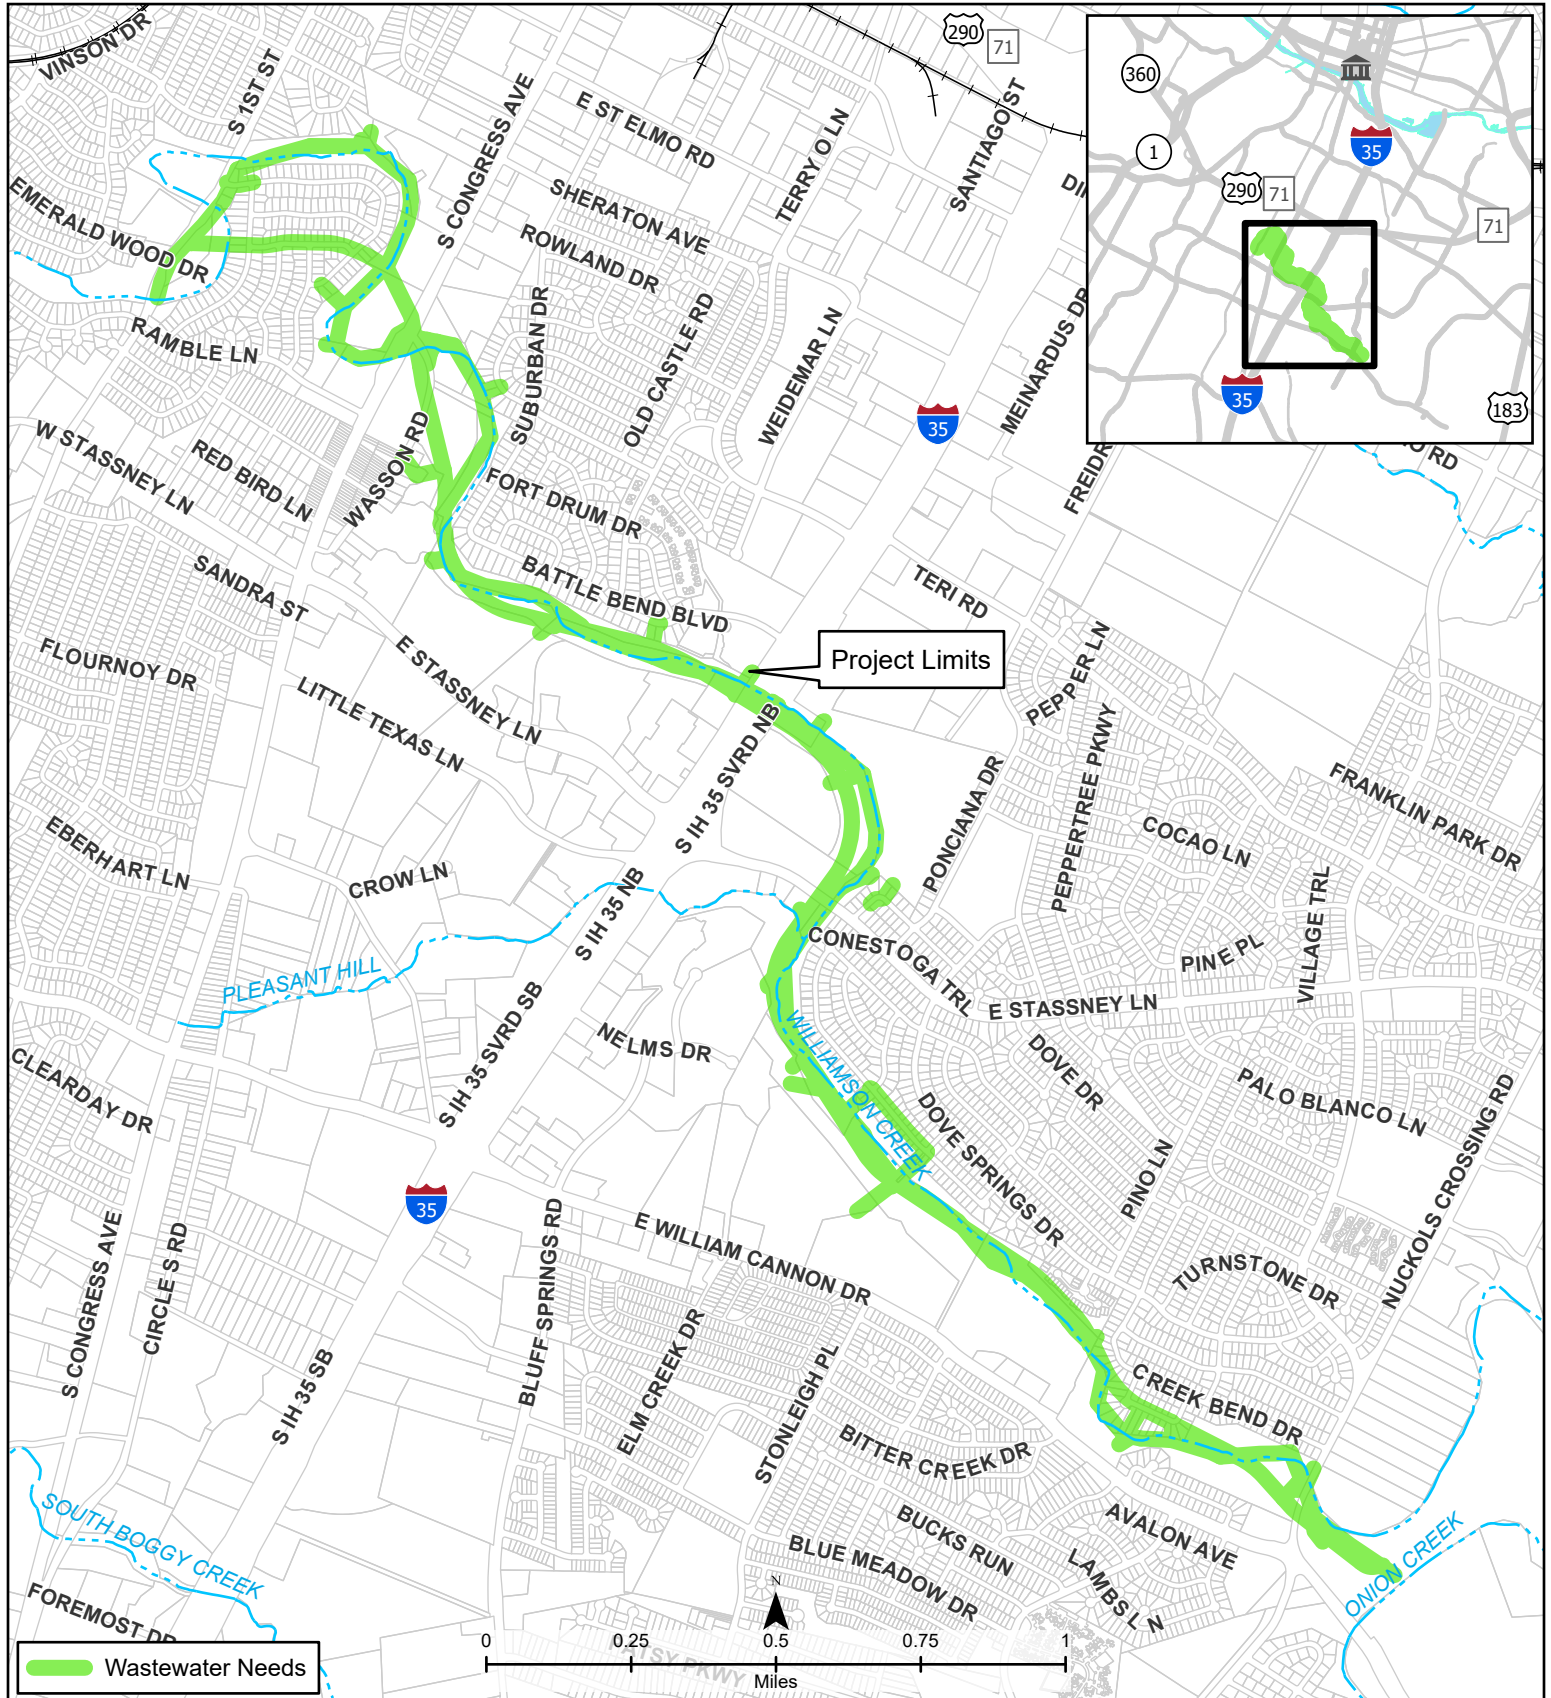 VINSON DR
S 1ST ST
S CONGRESS AVE
E ST ELMO RD
290
71
SANTIAGO ST
TERRY O LN
SHERATON AVE
ROWLAND DR
EMERALD WOOD DR
RAMBLE LN
SUBURBAN DR
OLD CASTLE RD
WEIDEMAR LN
MEINARDUS DR
35
360
1
35
290
71
71
35
183
W STASSNEY LN
RED BIRD LN
WASSON RD
FORT DRUM DR
SANDRA ST
BATTLE BEND BLVD
TERI RD
FLOURNOY DR
E STASSNEY LN
LITTLE TEXAS LN
Project Limits
PEPPER LN
S IH 35 SVRD NB
PEPPERTREE PKWY
PONCIANA DR
COCAO LN
FRANKLIN PARK DR
EBERHART LN
CROW LN
S IH 35 NB
CONESTOGA TRL
PINE PL
VILLAGE TRL
PLEASANT HILL
E STASSNEY LN
S IH 35 SVRD SB
NELMS DR
WILLIAMSON CREEK
DOVE DR
CLEARDAY DR
DOVE SPRINGS DR
PALO BLANCO LN
PINO LN
NUCKOLS CROSSING RD
35
E WILLIAM CANNON DR
TURNSTONE DR
S CONGRESS AVE
CIRCLE S RD
S IH 35 SB
BLUFF SPRINGS RD
ELM CREEK DR
STONLEIGH PL
CREEK BEND DR
BITTER CREEK DR
SOUTH BOGGY CREEK
BUCKS RUN
AVALON AVE
BLUE MEADOW DR
LAMBS LN
ONION CREEK
FOREMOST DR
N
0 0.25 0.5 0.75 1
Miles
PKWY
Wastewater Needs